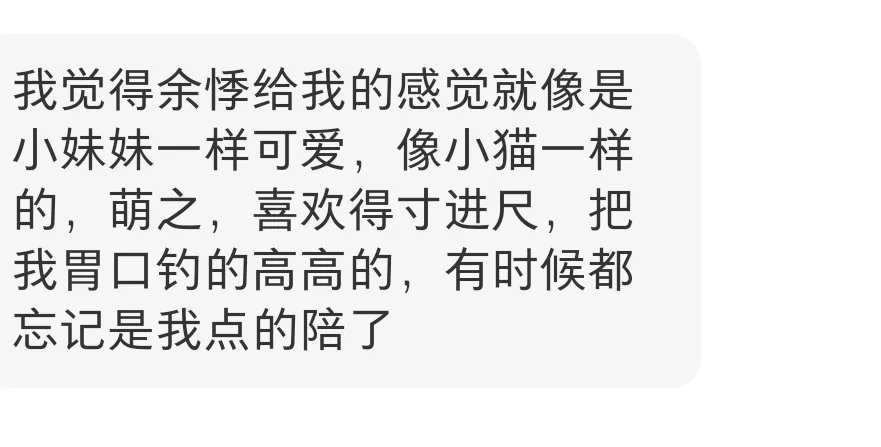 我觉得余悸给我的感觉就像是
小妹妹一样可爱，像小猫一样
的，萌之，喜欢得寸进尺，把
我胃口钓的高高的，有时候都
忘记是我点的陪了